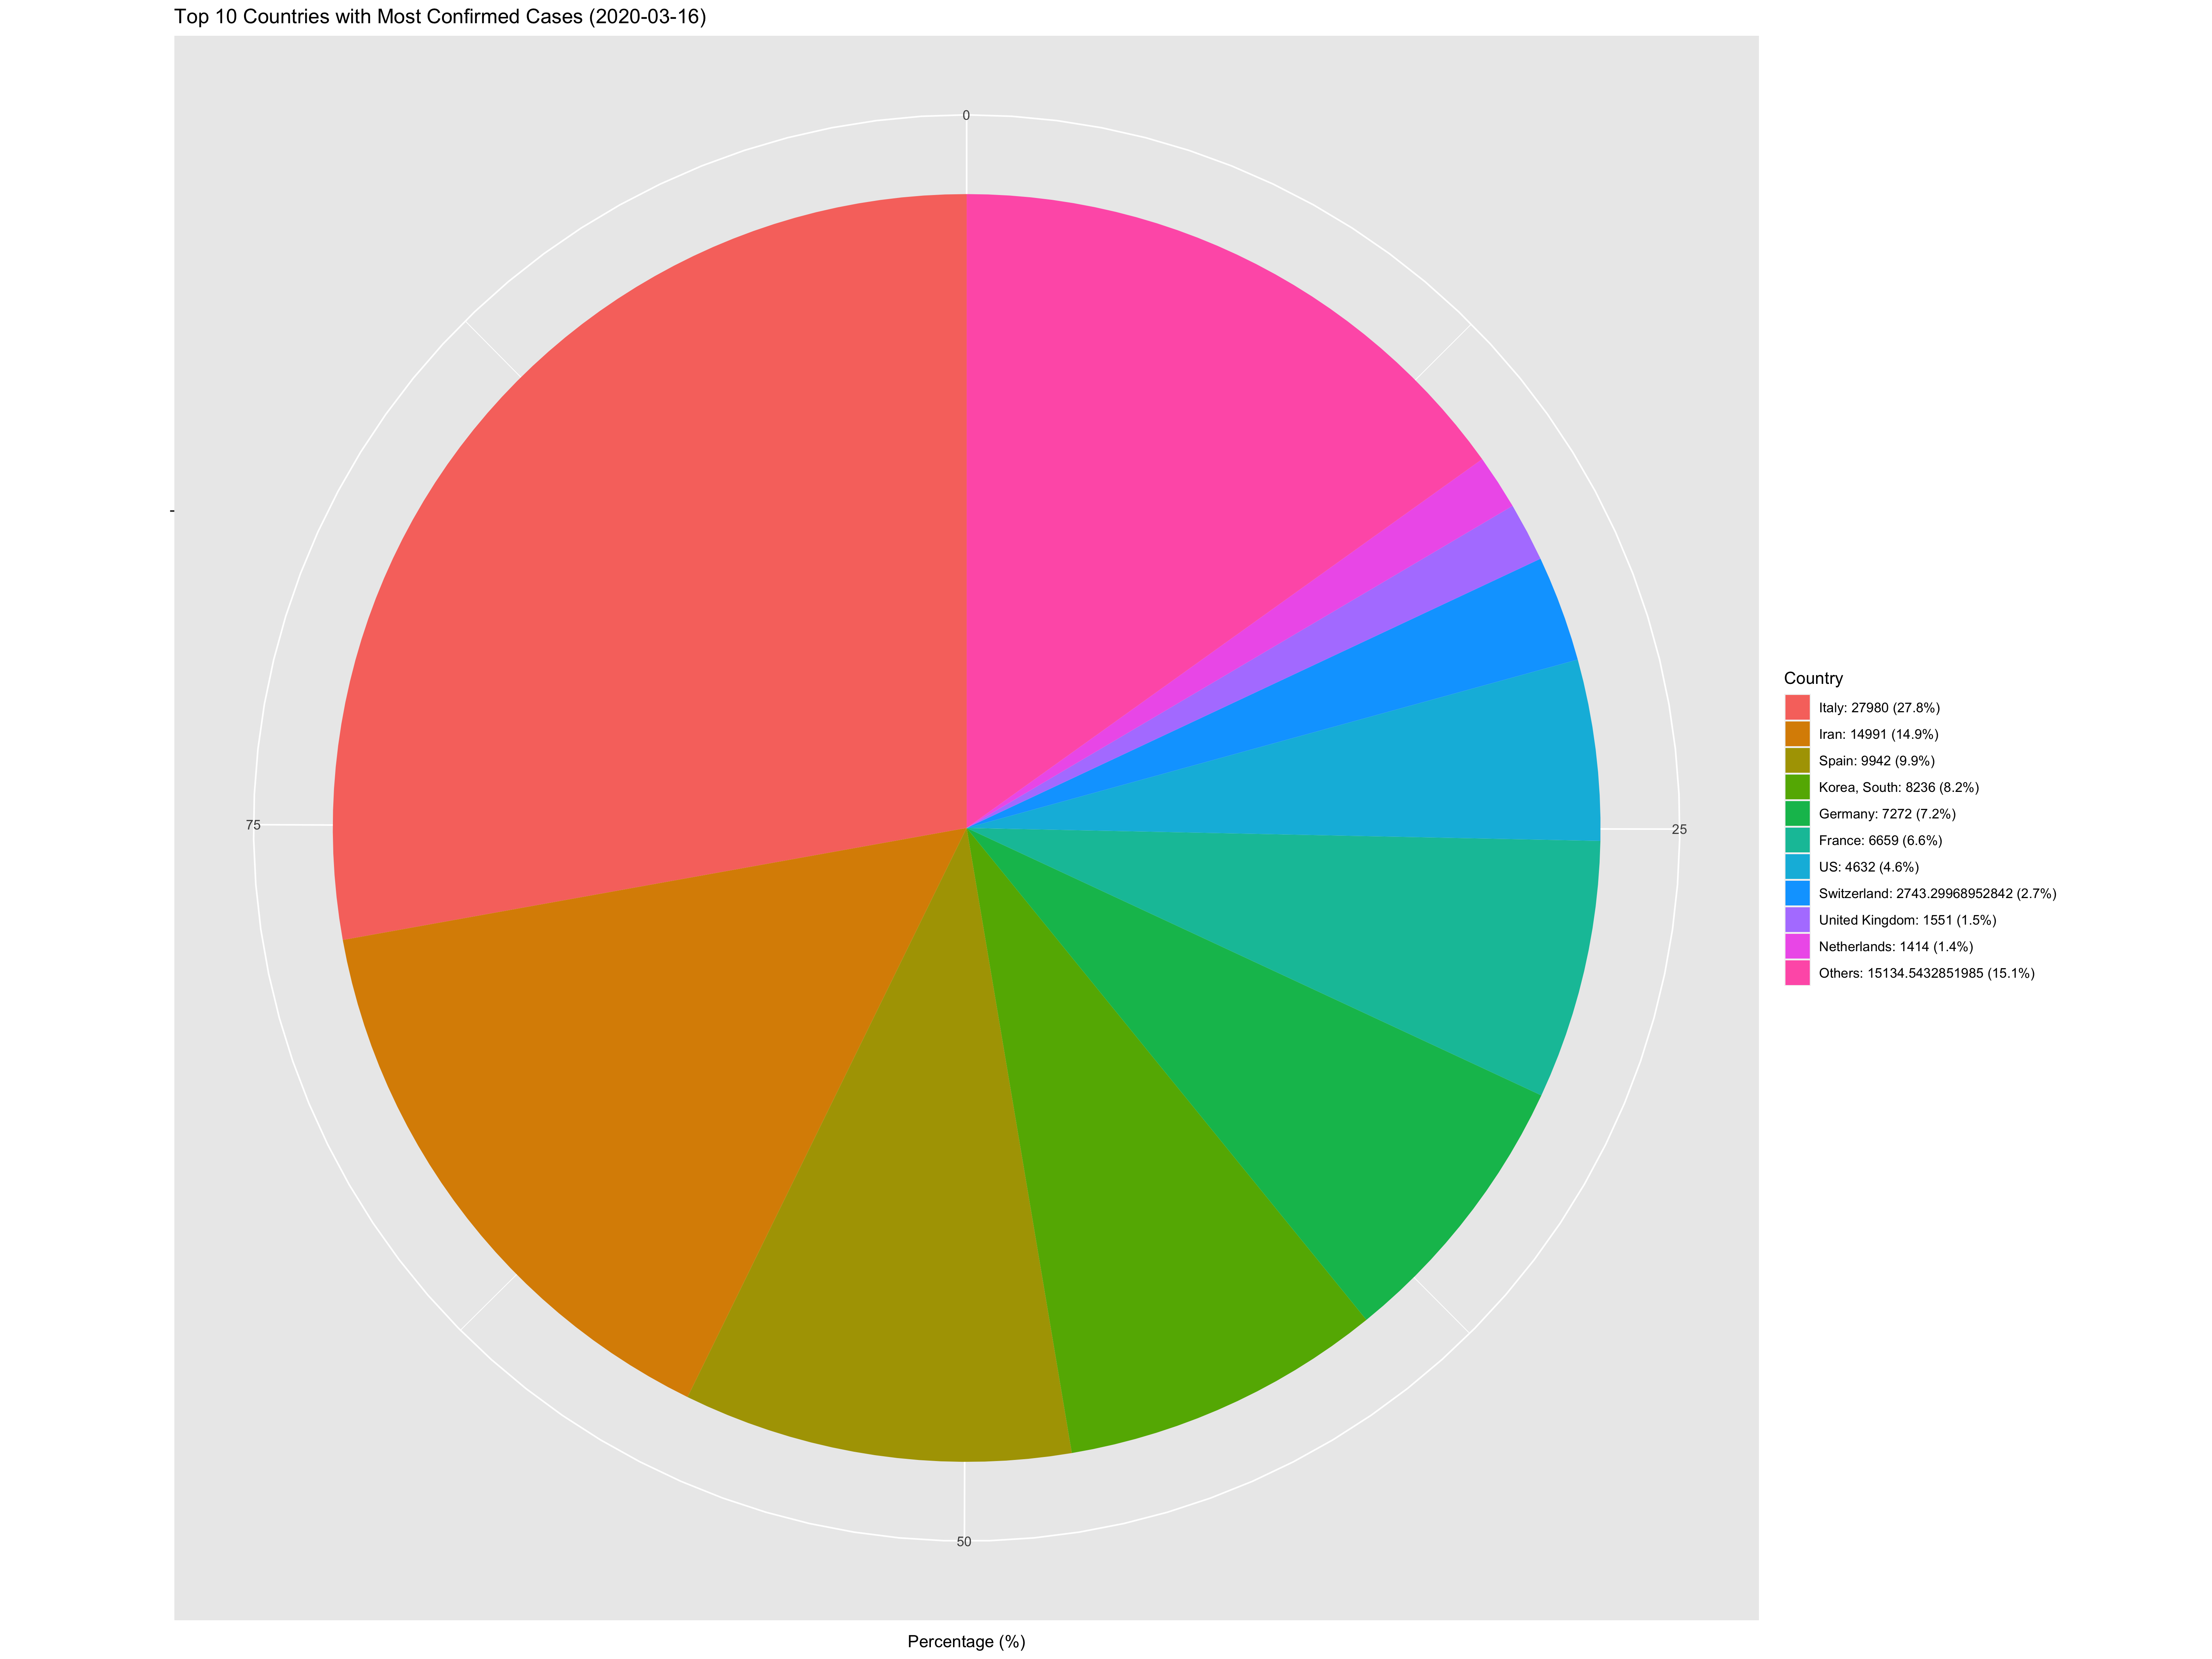 Top 10 Countries with Most Confirmed Cases (2020-03-16)
0
75
25
50
Percentage (%)
Country
Italy: 27980 (27.8%)
Iran: 14991 (14.9%)
Spain: 9942 (9.9%)
Korea, South: 8236 (8.2%)
Germany: 7272 (7.2%)
France: 6659 (6.6%)
US: 4632 (4.6%)
Switzerland: 2743.29968952842 (2.7%)
United Kingdom: 1551 (1.5%)
Netherlands: 1414 (1.4%)
Others: 15134.5432851985 (15.1%)